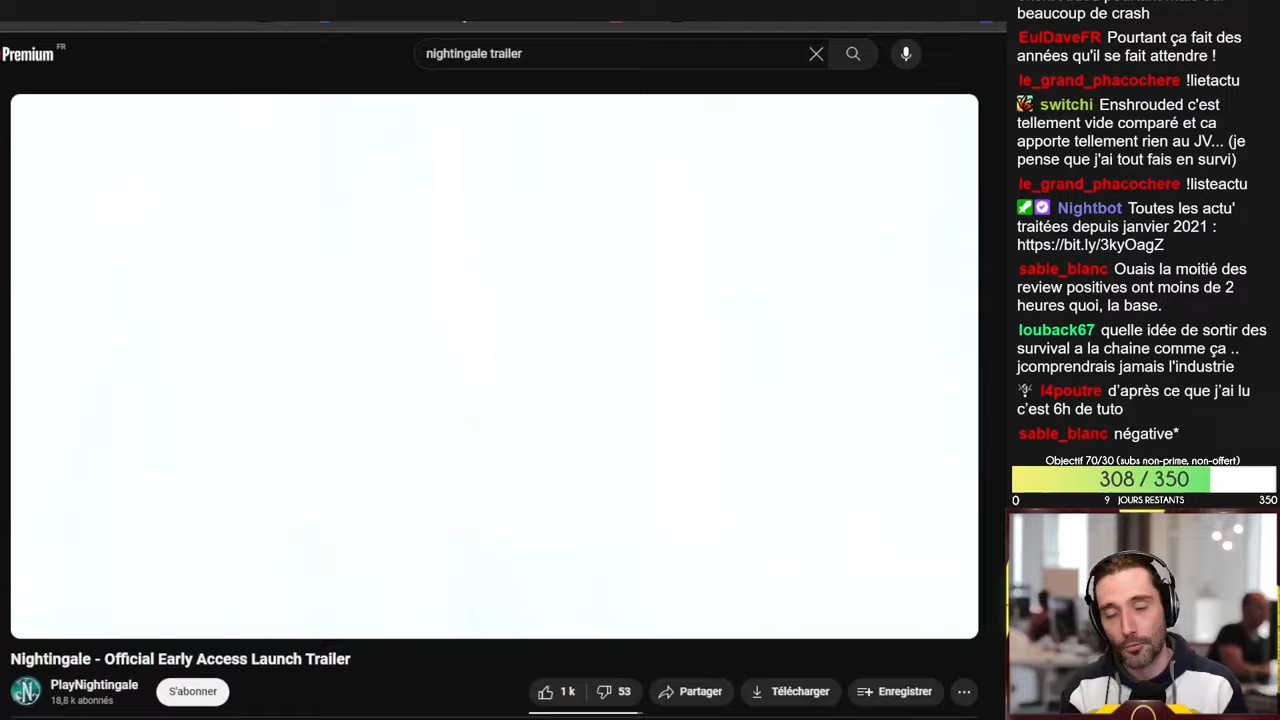 Premium FR
nightingale trailer
Nightingale - Official Early Access Launch Trailer
PlayNightingale
18,8 k abonnés
S'abonner
1 k
53
Partager
Télécharger
Enregistrer
beaucoup de crash
EulDaveFR Pourtant ça fait des
années qu'il se fait attendre !
le_grand_phacochere !lietactu
switchi Enshrouded c'est
tellement vide comparé et ca
apporte tellement rien au JV... (je
pense que j'ai tout fais en survi)
le_grand_phacochere !listeactu
Nightbot Toutes les actu'
traitées depuis janvier 2021 :
https://bit.ly/3kyOagZ
sable_blanc Ouais la moitié des
review positives ont moins de 2
heures quoi, la base.
louback67 quelle idée de sortir des
survival a la chaine comme ça ..
jcomprendrais jamais l'industrie
l4poutre d'après ce que j'ai lu
c'est 6h de tuto
sable_blanc négative*
Objectif 70/30 (subs non-prime, non-offert)
308 / 350
0 9 JOURS RESTANTS 350